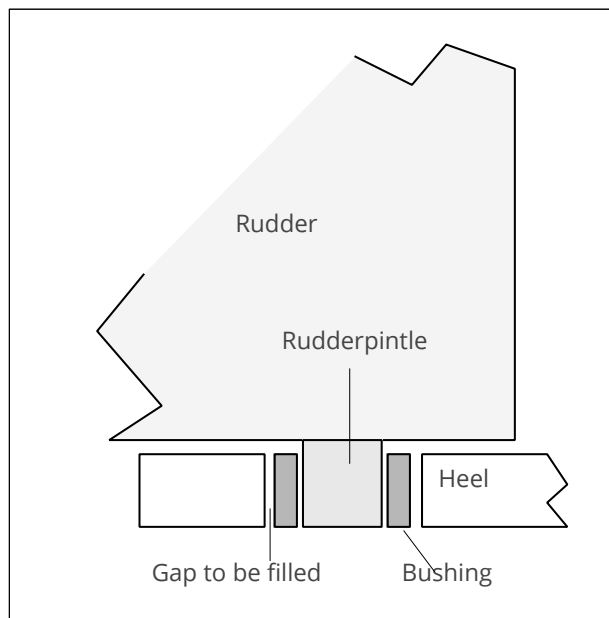 Rudder
Rudderpintle
Heel
Gap to be filled
Bushing